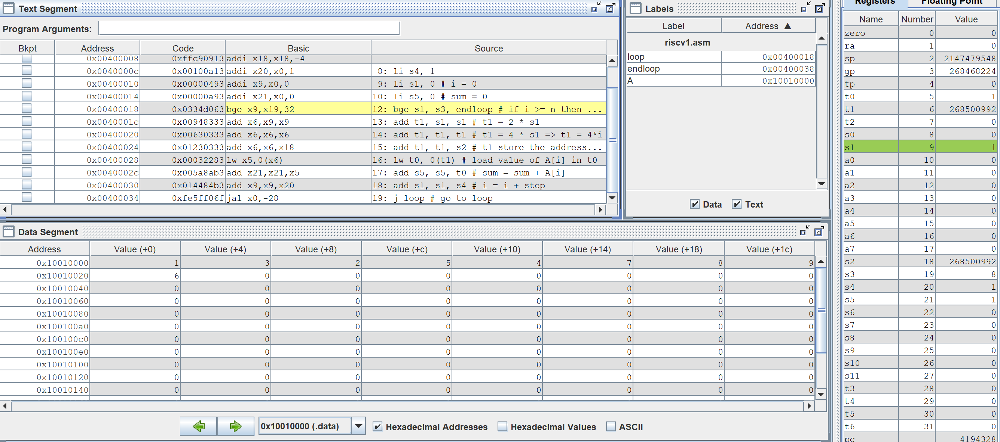 Text Segment
Program Arguments:
Bkpt Address Code Basic Source
0x00400008 0xffc90913 addi x18,x18,-4
0x0040000c 0x00100a13 addi x20,x0,1 8: li s4, 1
0x00400010 0x00000493 addi x9,x0,0 9: li s1, 0 # i = 0
0x00400014 0x00000a93 addi x21,x0,0 10: li s5, 0 # sum = 0
0x00400018 0x0334d063 bge x9,x19,32 12: bge s1, s3, endloop # if i >= n then ...
0x0040001c 0x00948333 add x6,x9,x9 13: add t1, s1, s1 # t1 = 2 * s1
0x00400020 0x00630333 add x6,x6,x6 14: add t1, t1, t1 # t1 = 4 * s1 => t1 = 4*i
0x00400024 0x01230333 add x6,x6,x18 15: add t1, t1, s2 # t1 store the address...
0x00400028 0x00032283 lw x5,0(x6) 16: lw t0, 0(t1) # load value of A[i] in t0
0x0040002c 0x005a8ab3 add x21,x21,x5 17: add s5, s5, t0 # sum = sum + A[i]
0x00400030 0x014484b3 add x9,x9,x20 18: add s1, s1, s4 # i = i + step
0x00400034 0xfe5ff06f jal x0,-28 19: j loop # go to loop
Labels
Label Address ▲
riscv1.asm
loop 0x00400018
endloop 0x00400038
A 0x10010000
Data Text
Data Segment
Address Value (+0) Value (+4) Value (+8) Value (+c) Value (+10) Value (+14) Value (+18) Value (+1c)
0x10010000 1 3 2 5 4 7 8 9
0x10010020 6 0 0 0 0 0 0 0
0x10010040 0 0 0 0 0 0 0 0
0x10010060 0 0 0 0 0 0 0 0
0x10010080 0 0 0 0 0 0 0 0
0x100100a0 0 0 0 0 0 0 0 0
0x100100c0 0 0 0 0 0 0 0 0
0x100100e0 0 0 0 0 0 0 0 0
0x10010100 0 0 0 0 0 0 0 0
0x10010120 0 0 0 0 0 0 0 0
0x10010140 0 0 0 0 0 0 0 0
0x10010000 (.data) Hexadecimal Addresses Hexadecimal Values ASCII
Registers Floating Point
Name Number Value
zero 0 0
ra 1 0
sp 2 2147479548
gp 3 268468224
tp 4 0
t0 5 1
t1 6 268500992
t2 7 0
s0 8 0
s1 9 1
a0 10 0
a1 11 0
a2 12 0
a3 13 0
a4 14 0
a5 15 0
a6 16 0
a7 17 0
s2 18 268500992
s3 19 8
s4 20 1
s5 21 1
s6 22 0
s7 23 0
s8 24 0
s9 25 0
s10 26 0
s11 27 0
t3 28 0
t4 29 0
t5 30 0
t6 31 0
pc 4194328